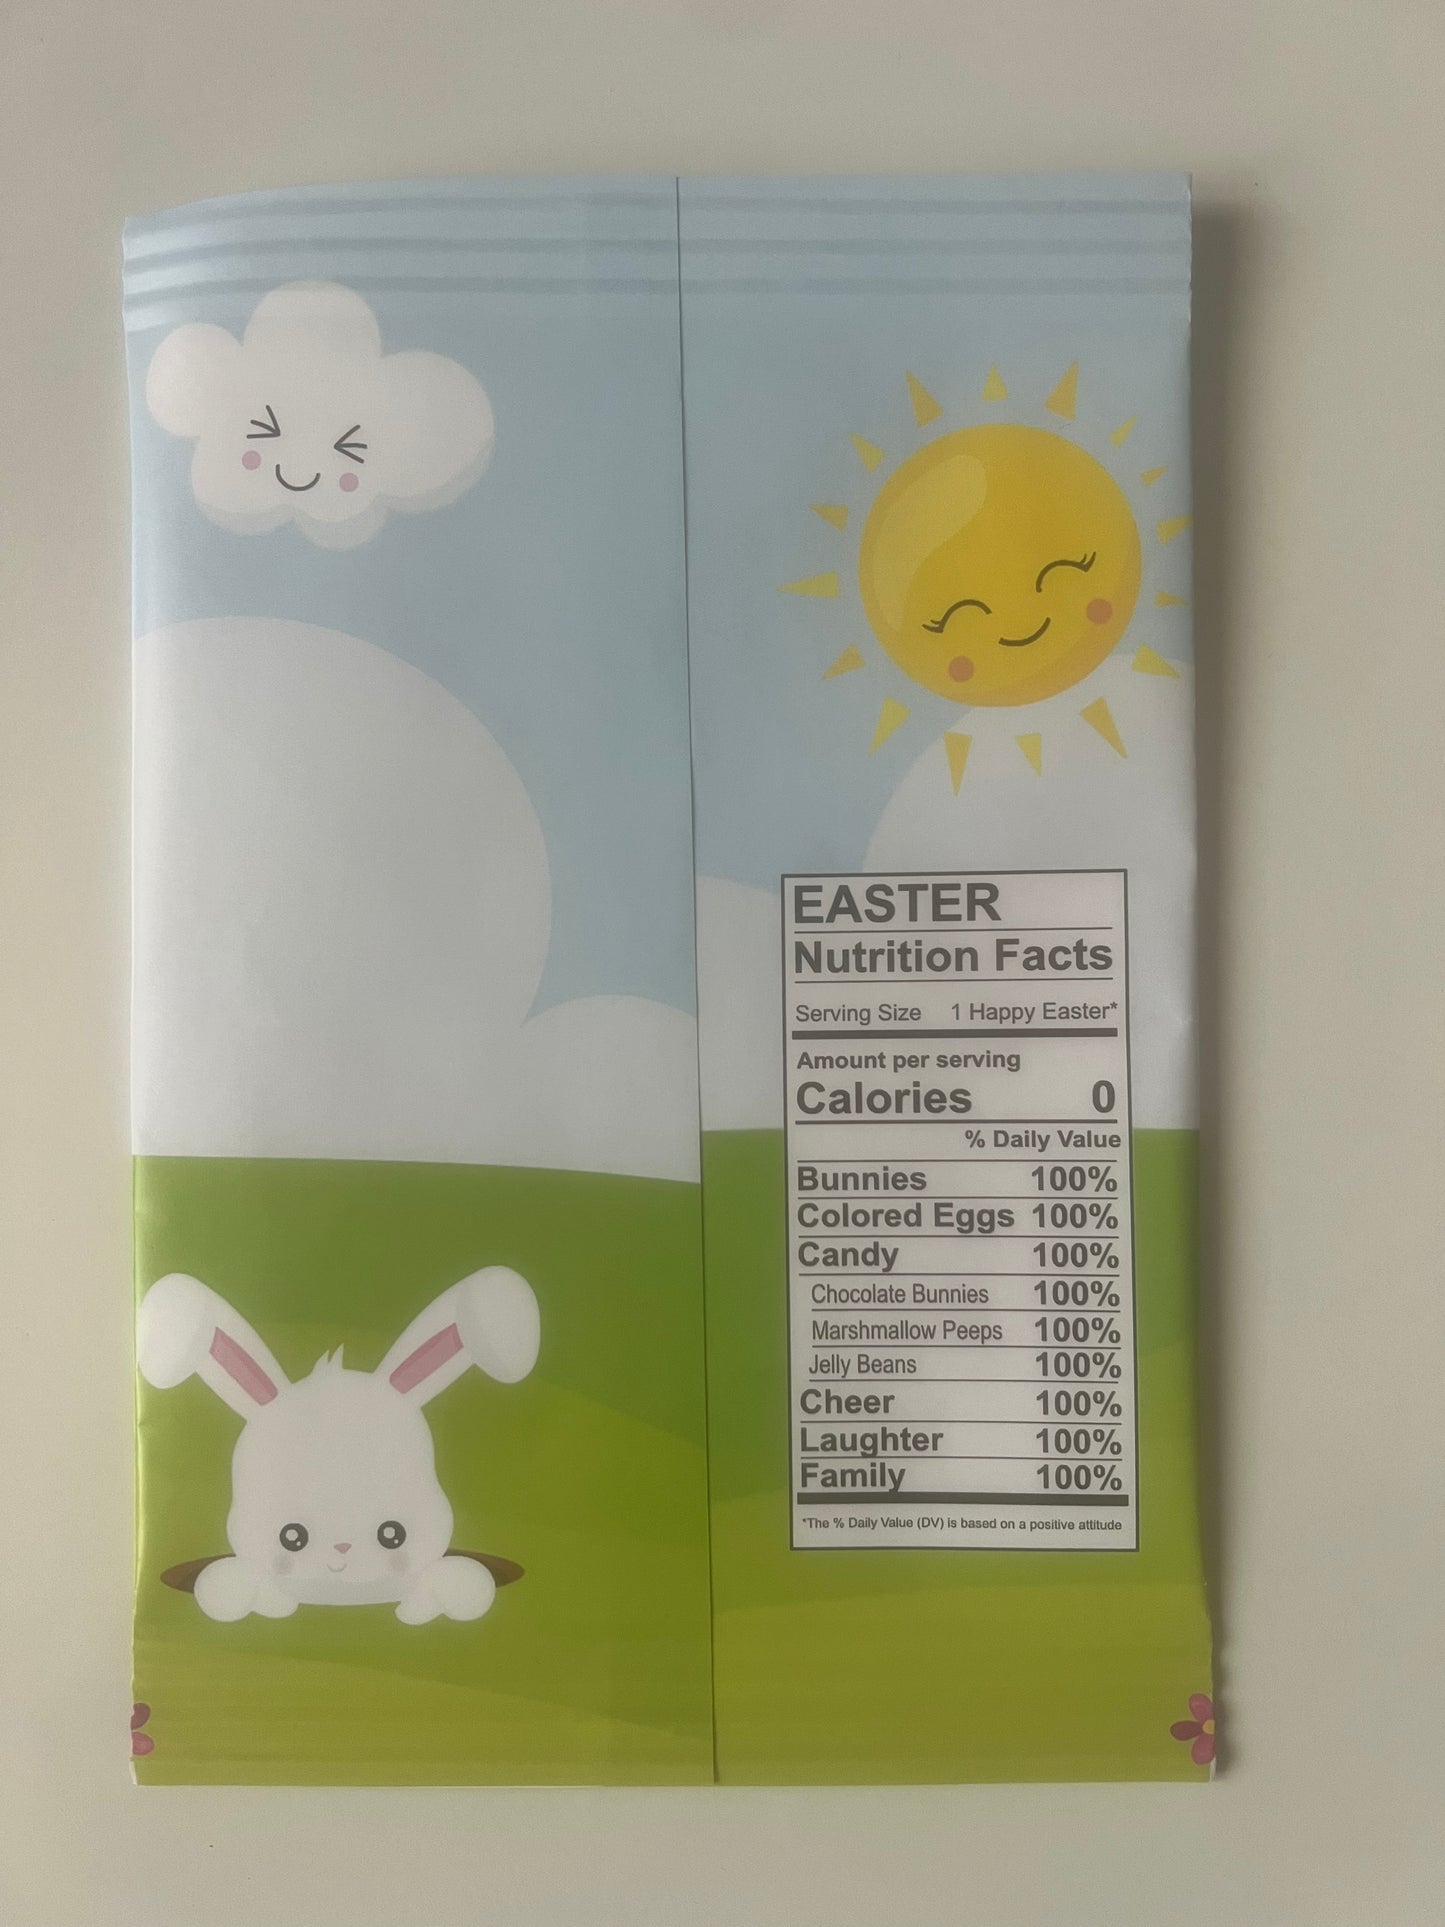 EASTER
Nutrition Facts
Serving Size 1 Happy Easter*
Amount per serving
Calories 0
% Daily Value
Bunnies 100%
Colored Eggs 100%
Candy 100%
Chocolate Bunnies 100%
Marshmallow Peeps 100%
Jelly Beans 100%
Cheer 100%
Laughter 100%
Family 100%
*The % Daily Value (DV) is based on a positive attitude